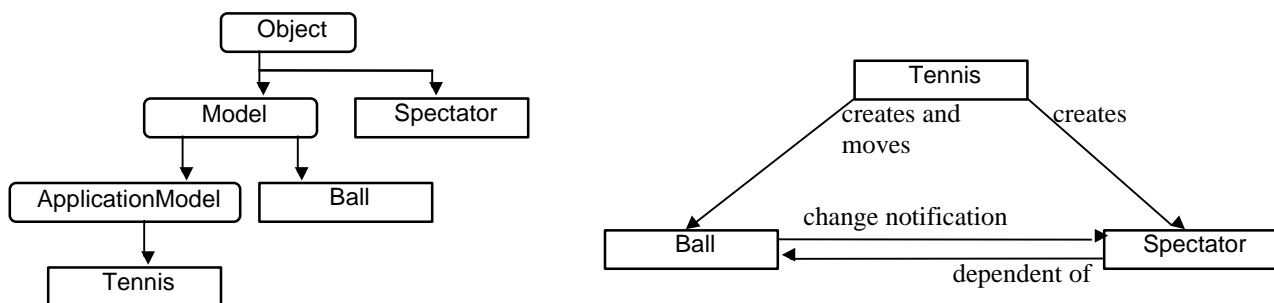 Object
Model
Spectator
ApplicationModel
Ball
Tennis
Tennis
creates and
moves
creates
change notification
Ball
Spectator
dependent of